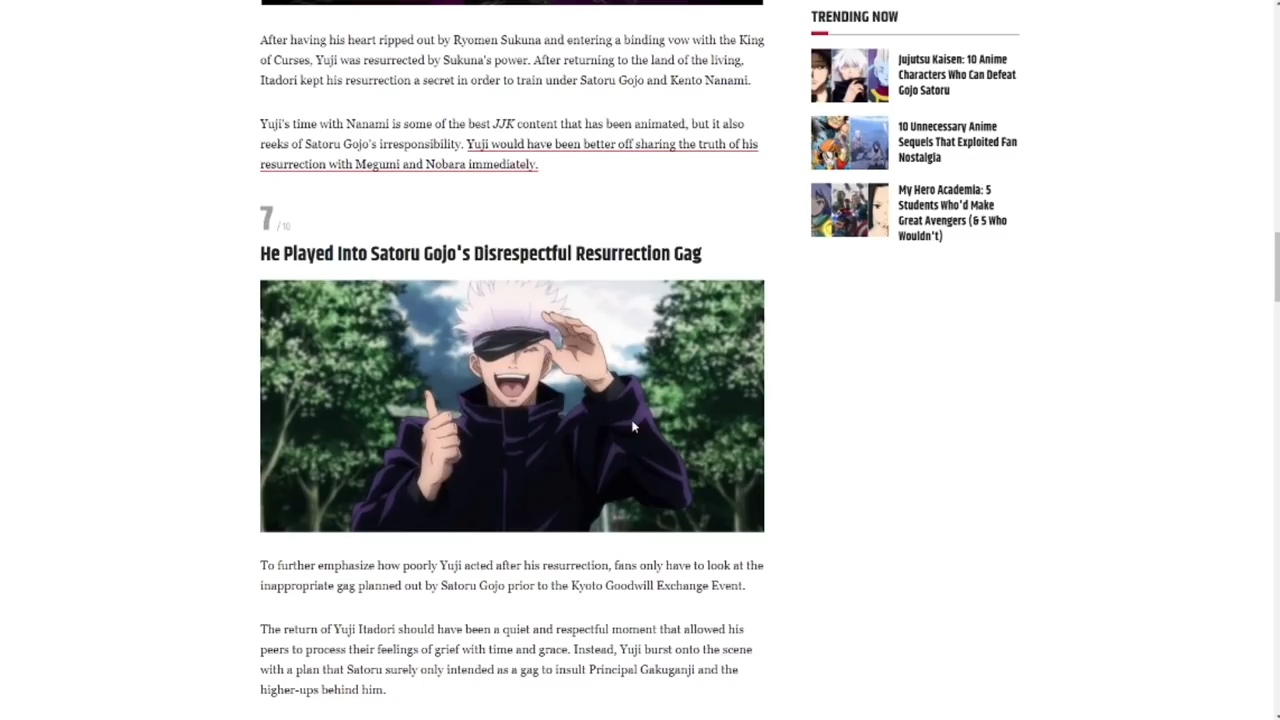 After having his heart ripped out by Ryomen Sukuna and entering a binding vow with the King
of Curses, Yuji was resurrected by Sukuna's power. After returning to the land of the living,
Itadori kept his resurrection a secret in order to train under Satoru Gojo and Kento Nanami.
Yuji's time with Nanami is some of the best JJK content that has been animated, but it also
reeks of Satoru Gojo's irresponsibility. Yuji would have been better off sharing the truth of his
resurrection with Megumi and Nobara immediately.
7 / 10
He Played Into Satoru Gojo's Disrespectful Resurrection Gag
To further emphasize how poorly Yuji acted after his resurrection, fans only have to look at the
inappropriate gag planned out by Satoru Gojo prior to the Kyoto Goodwill Exchange Event.
The return of Yuji Itadori should have been a quiet and respectful moment that allowed his
peers to process their feelings of grief with time and grace. Instead, Yuji burst onto the scene
with a plan that Satoru surely only intended as a gag to insult Principal Gakuganji and the
higher-ups behind him.
TRENDING NOW
Jujutsu Kaisen: 10 Anime
Characters Who Can Defeat
Gojo Satoru
10 Unnecessary Anime
Sequels That Exploited Fan
Nostalgia
My Hero Academia: 5
Students Who'd Make
Great Avengers (& 5 Who
Wouldn't)